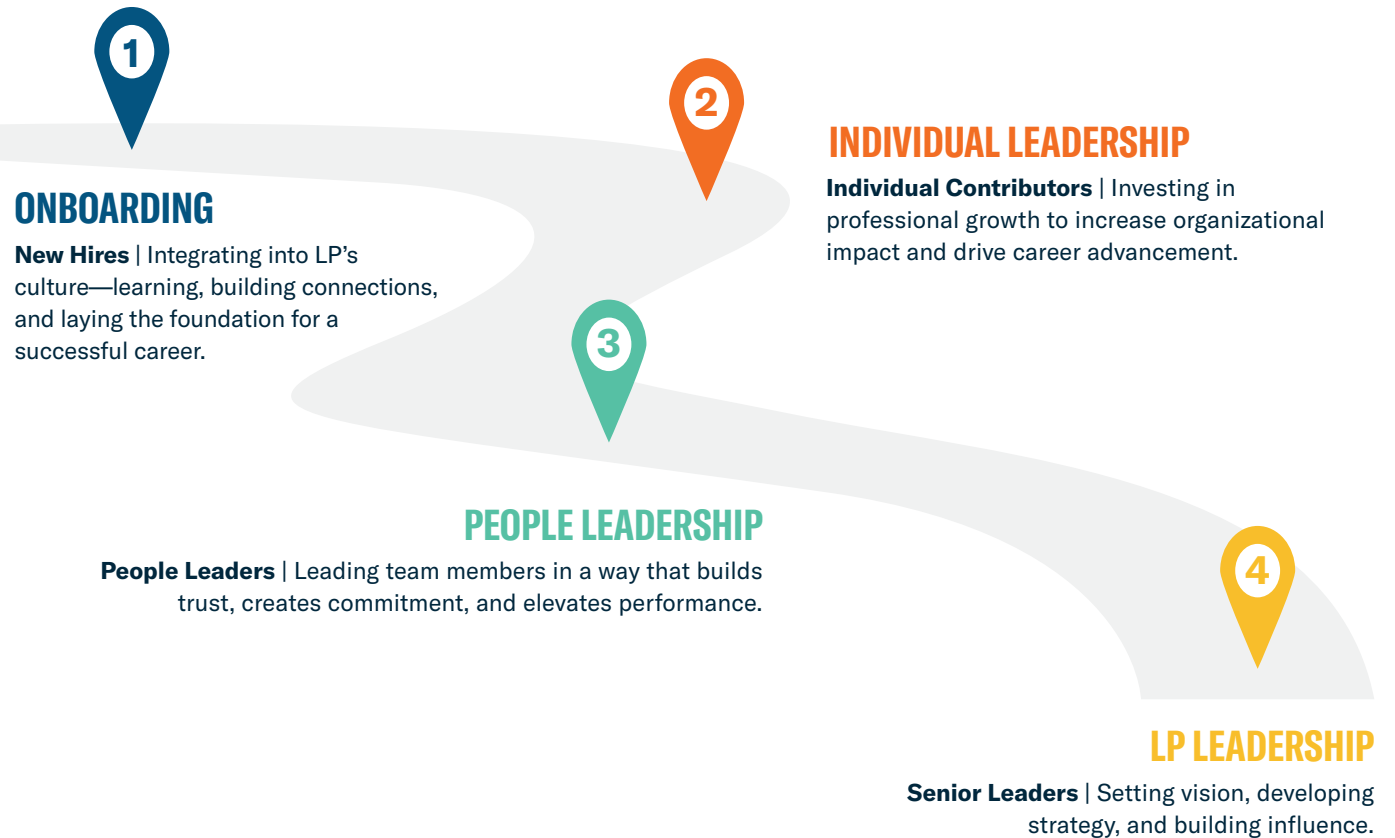 1
ONBOARDING
New Hires | Integrating into LP’s
culture—learning, building connections,
and laying the foundation for a
successful career.
2
INDIVIDUAL LEADERSHIP
Individual Contributors | Investing in
professional growth to increase organizational
impact and drive career advancement.
3
PEOPLE LEADERSHIP
People Leaders | Leading team members in a way that builds
trust, creates commitment, and elevates performance.
4
LP LEADERSHIP
Senior Leaders | Setting vision, developing
strategy, and building influence.